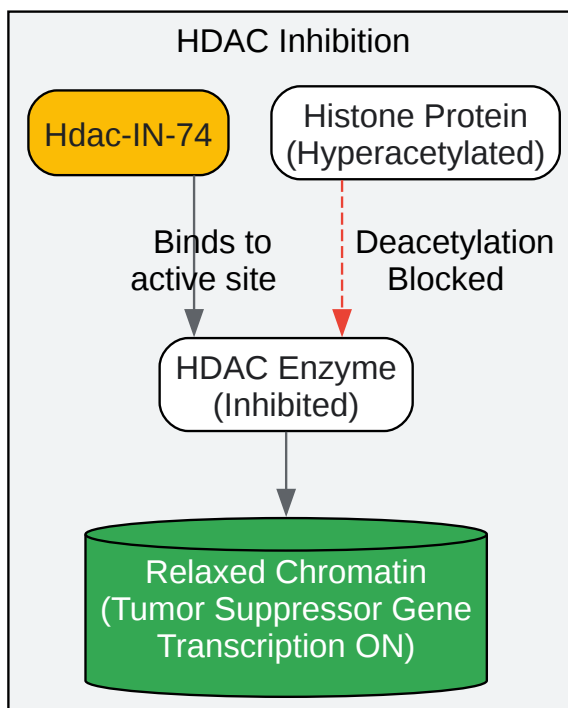 HDAC Inhibition
Hdac-IN-74
Histone Protein
(Hyperacetylated)
Binds to
active site
Deacetylation
Blocked
HDAC Enzyme
(Inhibited)
Relaxed Chromatin
(Tumor Suppressor Gene
Transcription ON)